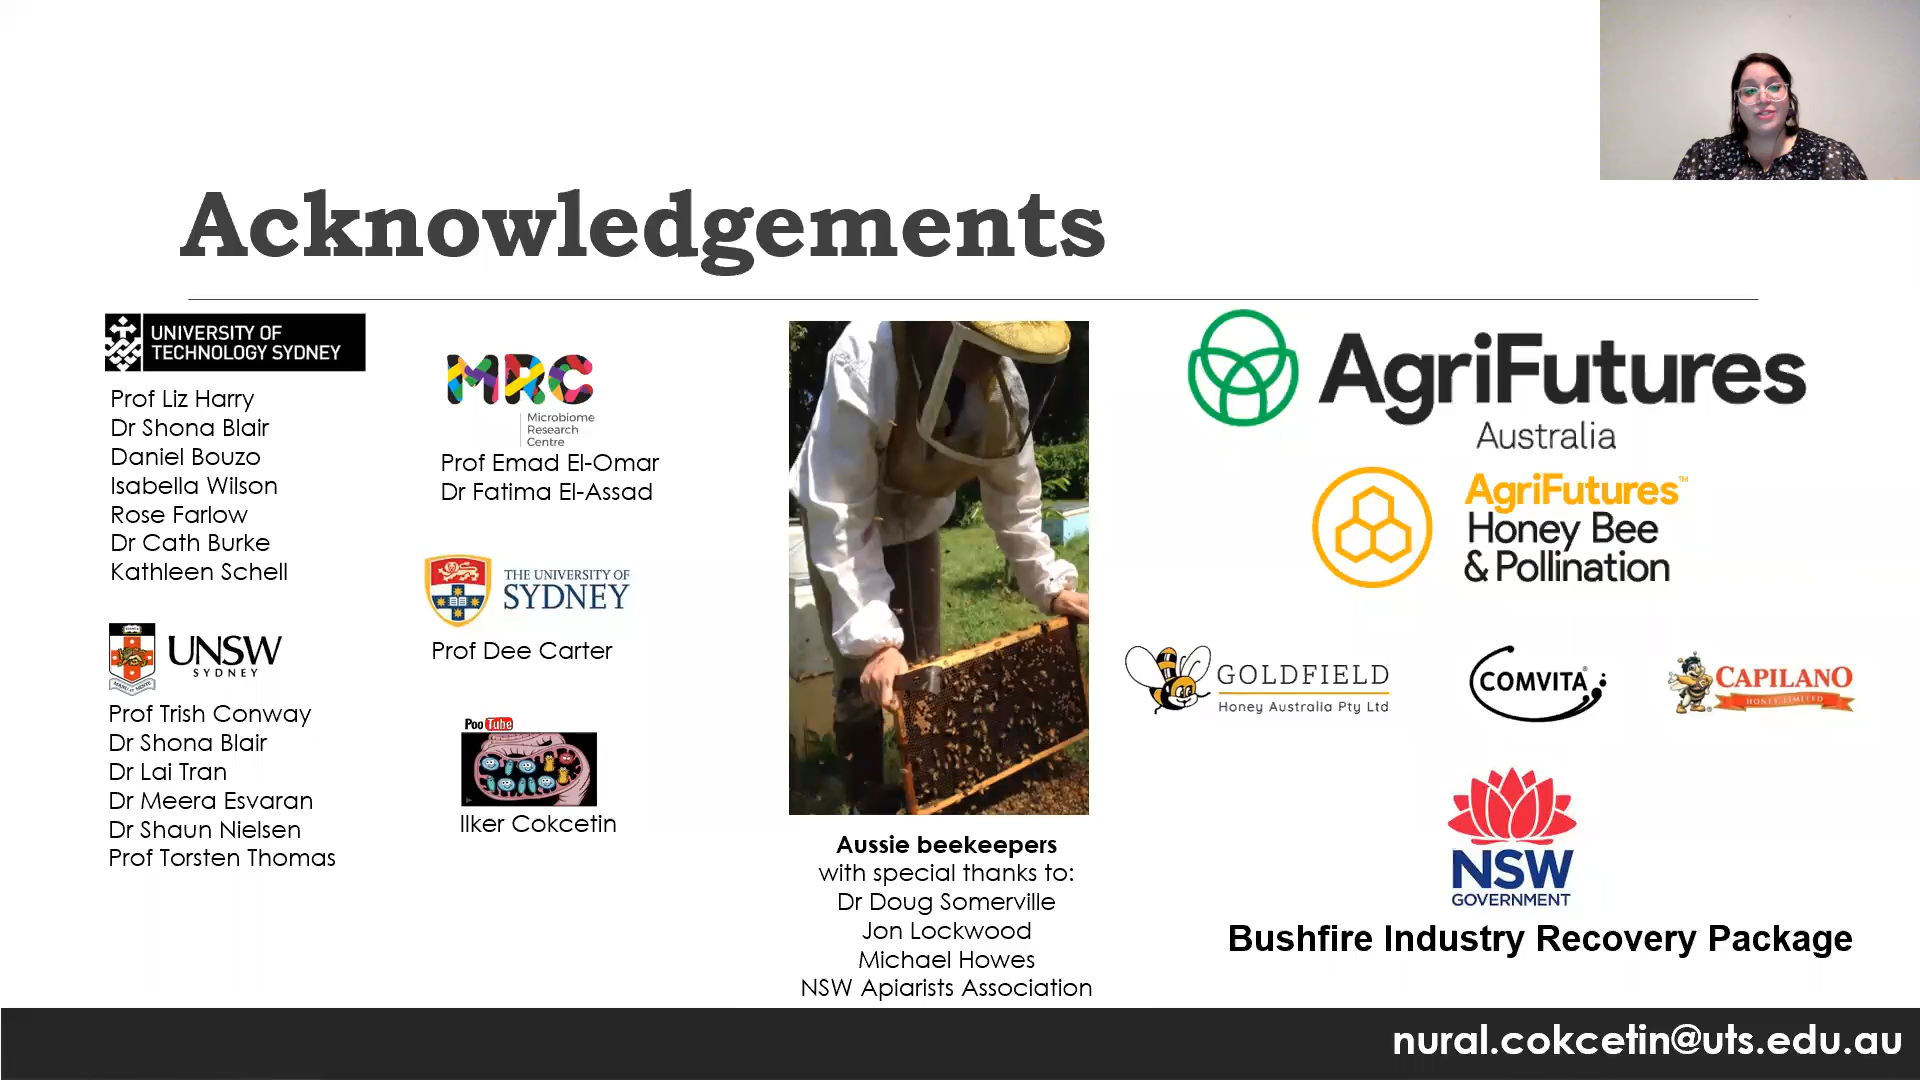 Acknowledgements
UNIVERSITY OF
TECHNOLOGY SYDNEY
Prof Liz Harry
Dr Shona Blair
Daniel Bouzo
Isabella Wilson
Rose Farlow
Dr Cath Burke
Kathleen Schell
UNSW
SYDNEY
Prof Trish Conway
Dr Shona Blair
Dr Lai Tran
Dr Meera Esvaran
Dr Shaun Nielsen
Prof Torsten Thomas
MRC
Microbiome
Research
Centre
Prof Emad El-Omar
Dr Fatima El-Assad
THE UNIVERSITY OF
SYDNEY
Prof Dee Carter
PooTube
Ilker Cokcetin
Aussie beekeepers
with special thanks to:
Dr Doug Somerville
Jon Lockwood
Michael Howes
NSW Apiarists Association
AgriFutures
Australia
AgriFutures™
Honey Bee
& Pollination
GOLDFIELD
Honey Australia Pty Ltd
COMVITA®
CAPILANO
HONEY LIMITED
NSW
GOVERNMENT
Bushfire Industry Recovery Package
nural.cokcetin@uts.edu.au